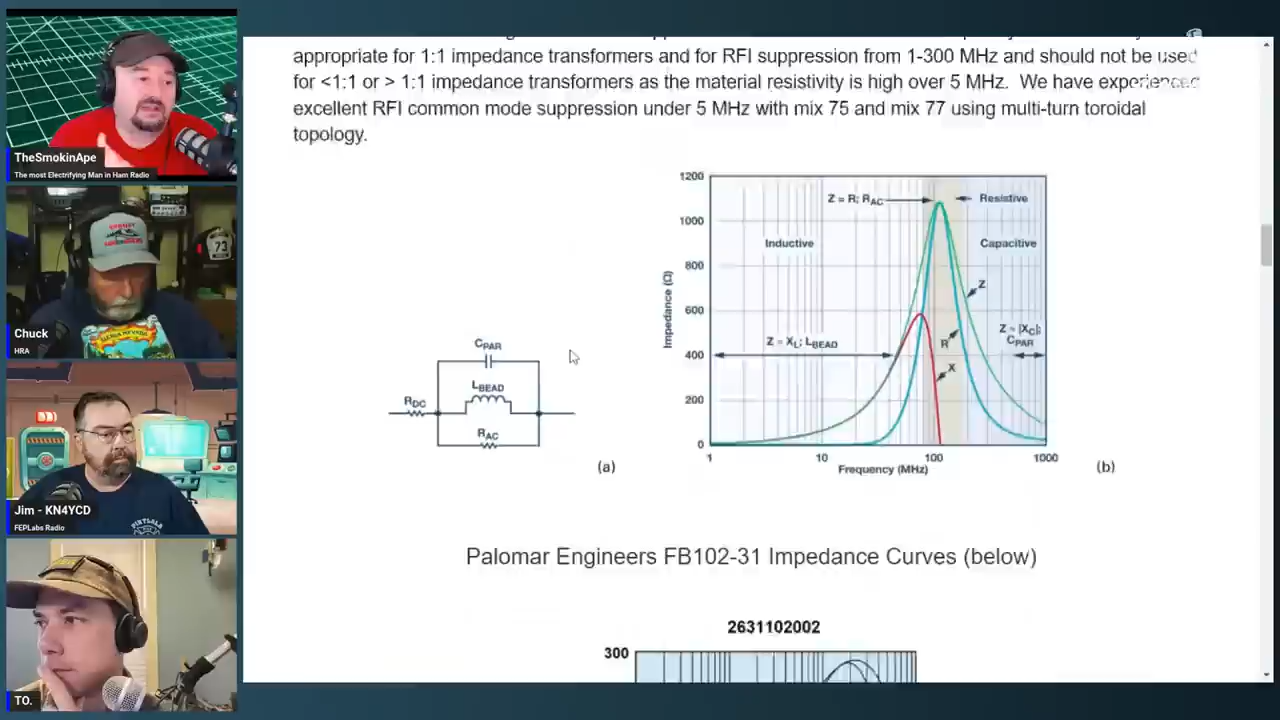 appropriate for 1:1 impedance transformers and for RFI suppression from 1-300 MHz and should not be used
for <1:1 or > 1:1 impedance transformers as the material resistivity is high over 5 MHz. We have experienced
excellent RFI common mode suppression under 5 MHz with mix 75 and mix 77 using multi-turn toroidal
topology.
TheSmokinApe
The most Electrifying Man in Ham Radio
73
Chuck
HRA
Jim - KN4YCD
FEPLabs Radio
TO.
CPAR
LBEAD
RDC
RAC
(a)
1200
1000
800
600
400
200
0
Impedance (Ω)
Z = R; RAC
Resistive
Inductive
Capacitive
Z
Z = |XC|;
CPAR
Z = XL; LBEAD
R
X
1
10
100
1000
Frequency (MHz)
(b)
Palomar Engineers FB102-31 Impedance Curves (below)
2631102002
300